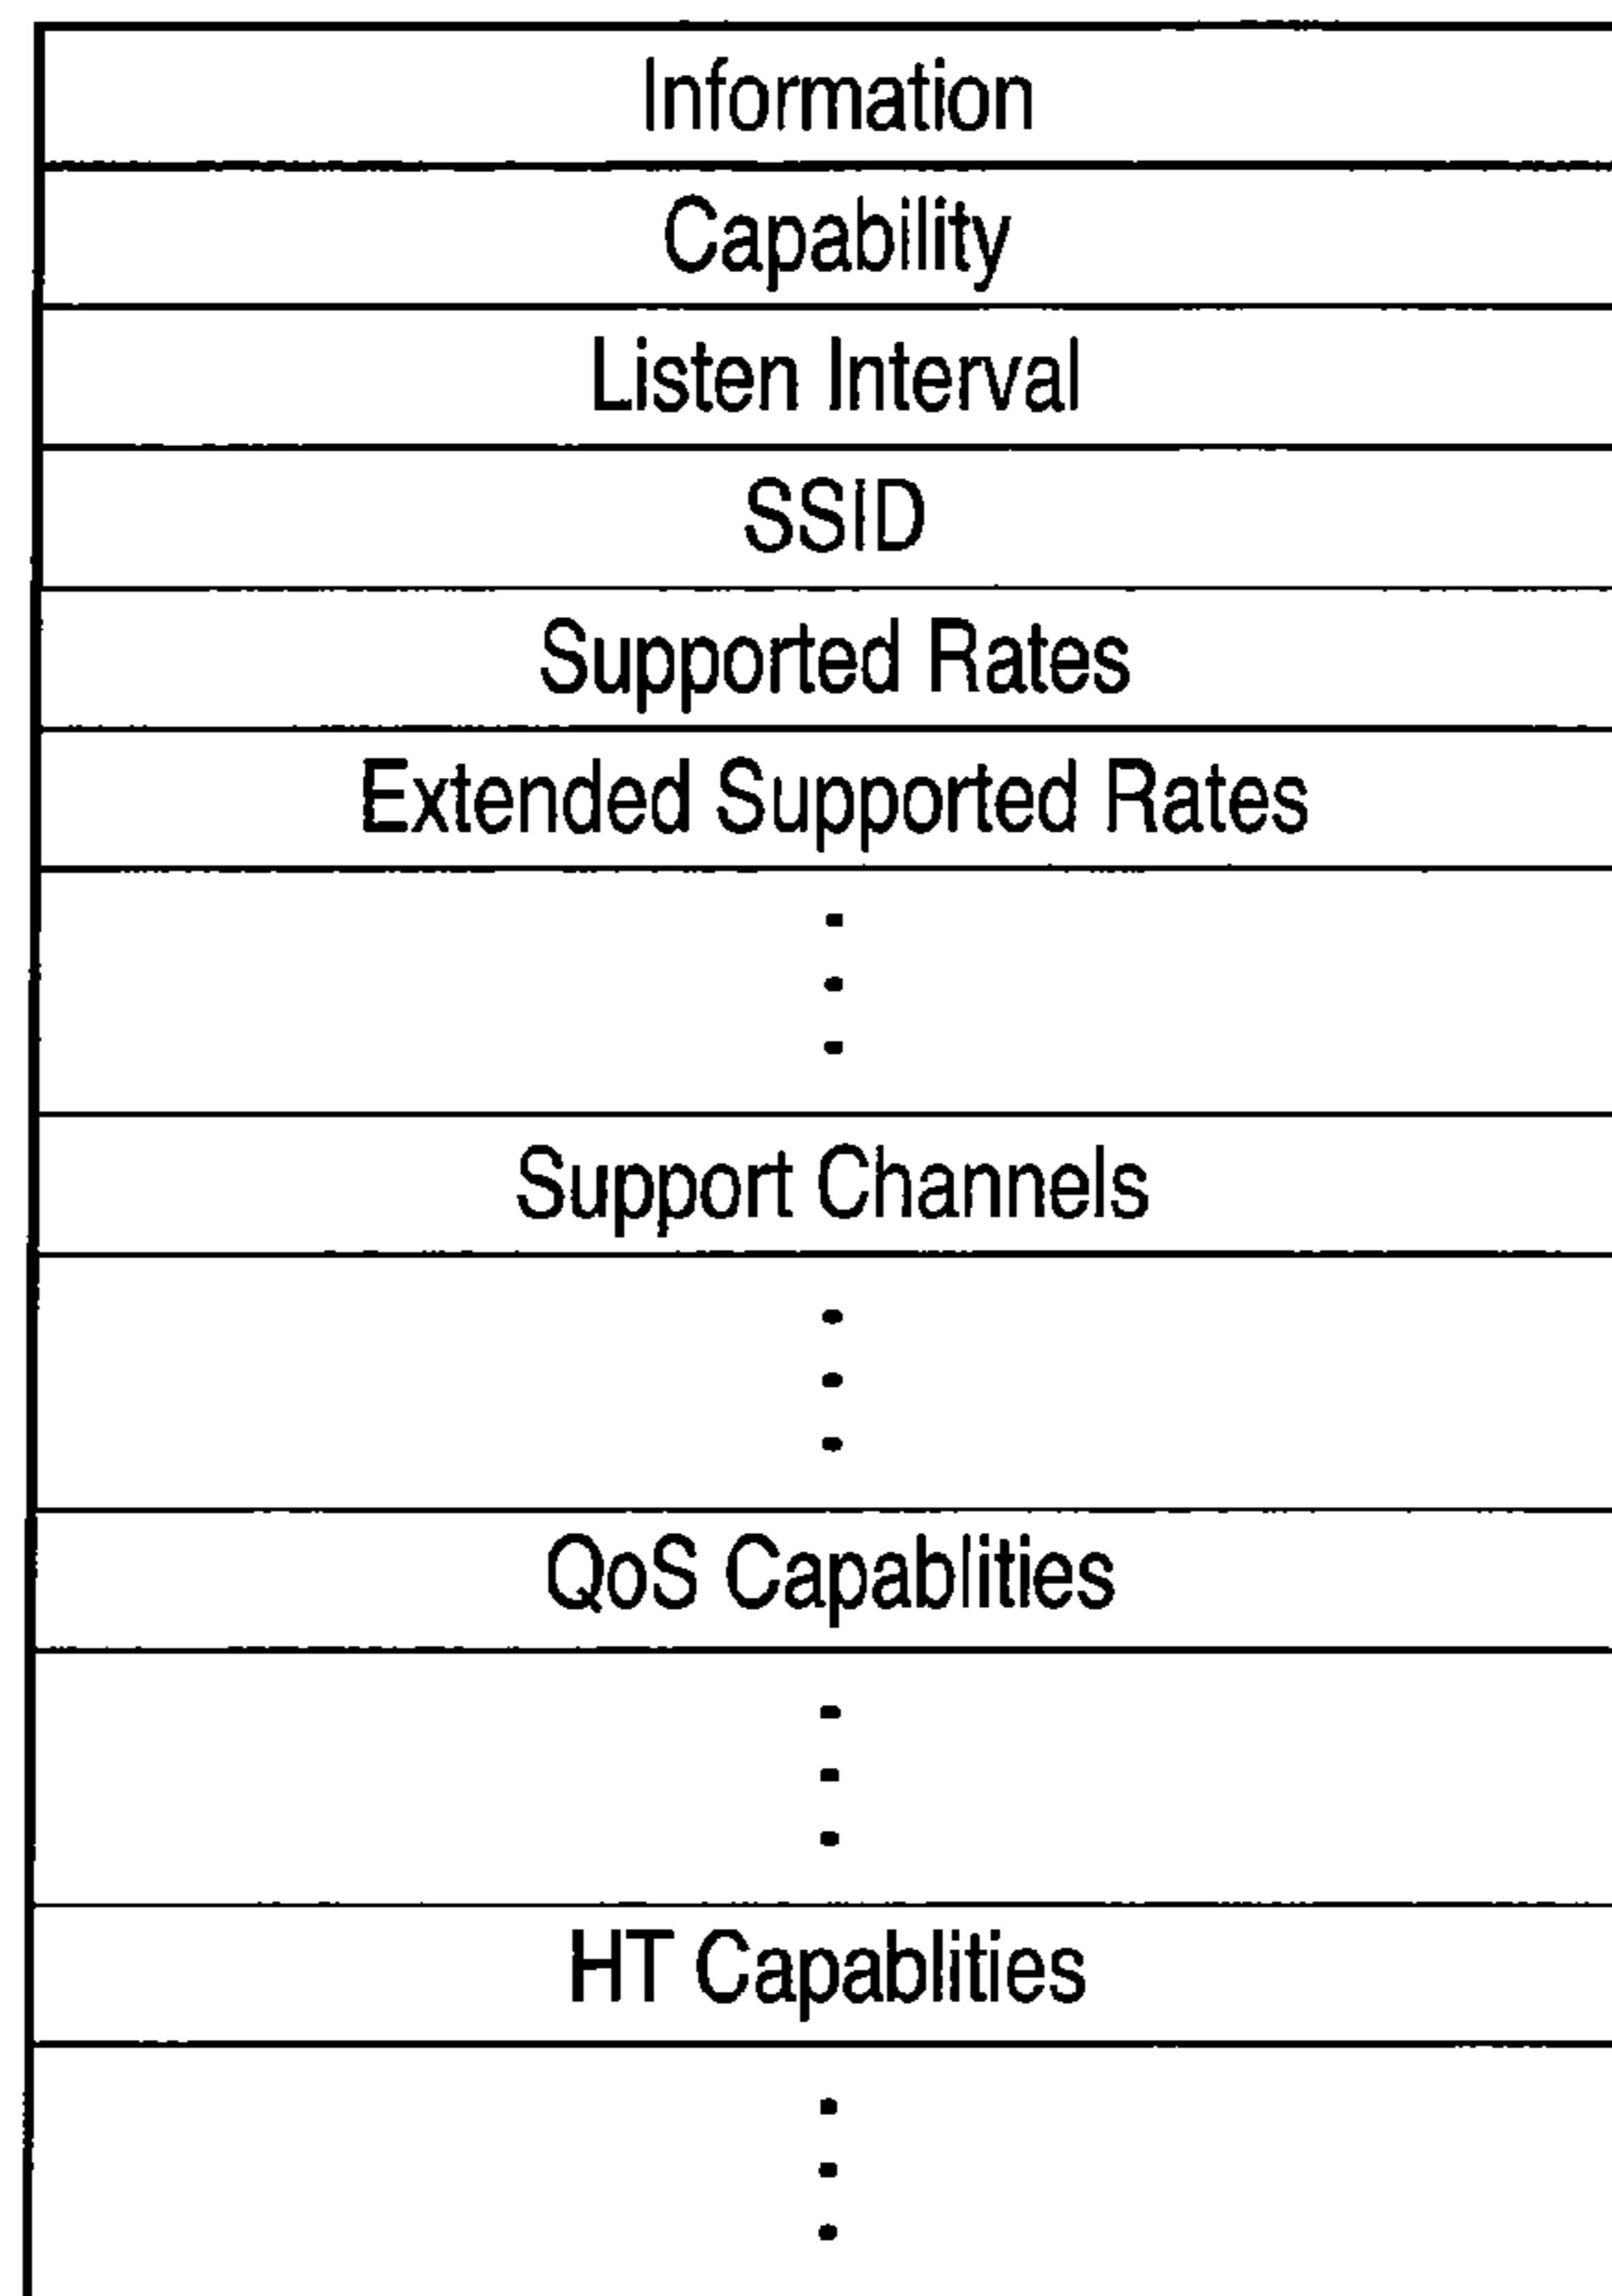 Information
Capability
Listen Interval
SSID
Supported Rates
Extended Supported Rates
Support Channels
QoS Capablities
HT Capablities